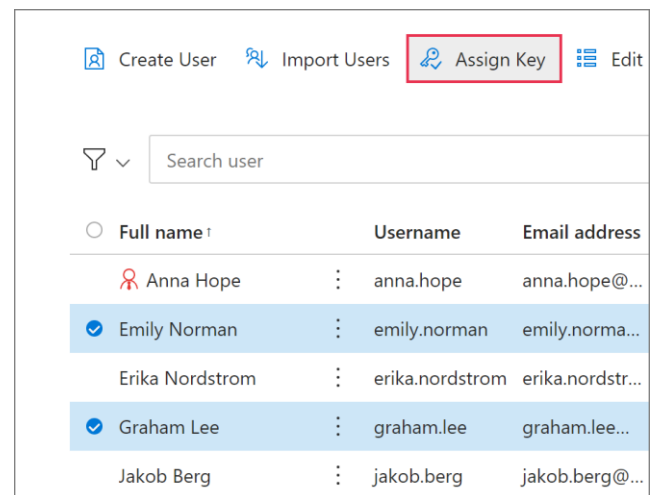 Create User Import Users Assign Key Edit
Search user
Full name↑ Username Email address
Anna Hope anna.hope anna.hope@...
Emily Norman emily.norman emily.norma...
Erika Nordstrom erika.nordstrom erika.nordstr...
Graham Lee graham.lee graham.lee...
Jakob Berg jakob.berg jakob.berg@...